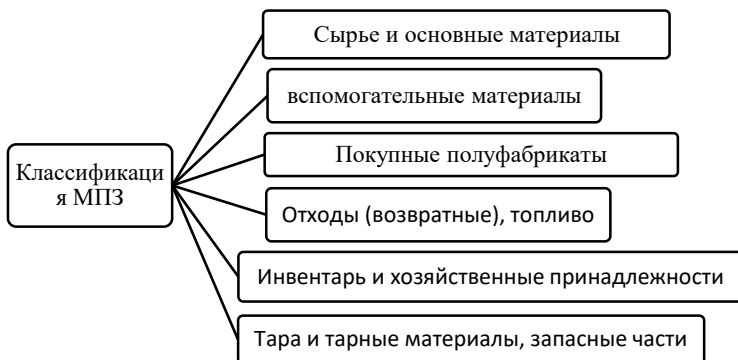 Сырье и основные материалы
вспомогательные материалы
Покупные полуфабрикаты
Классификаци
я МПЗ
Отходы (возвратные), топливо
Инвентарь и хозяйственные принадлежности
Тара и тарные материалы, запасные части